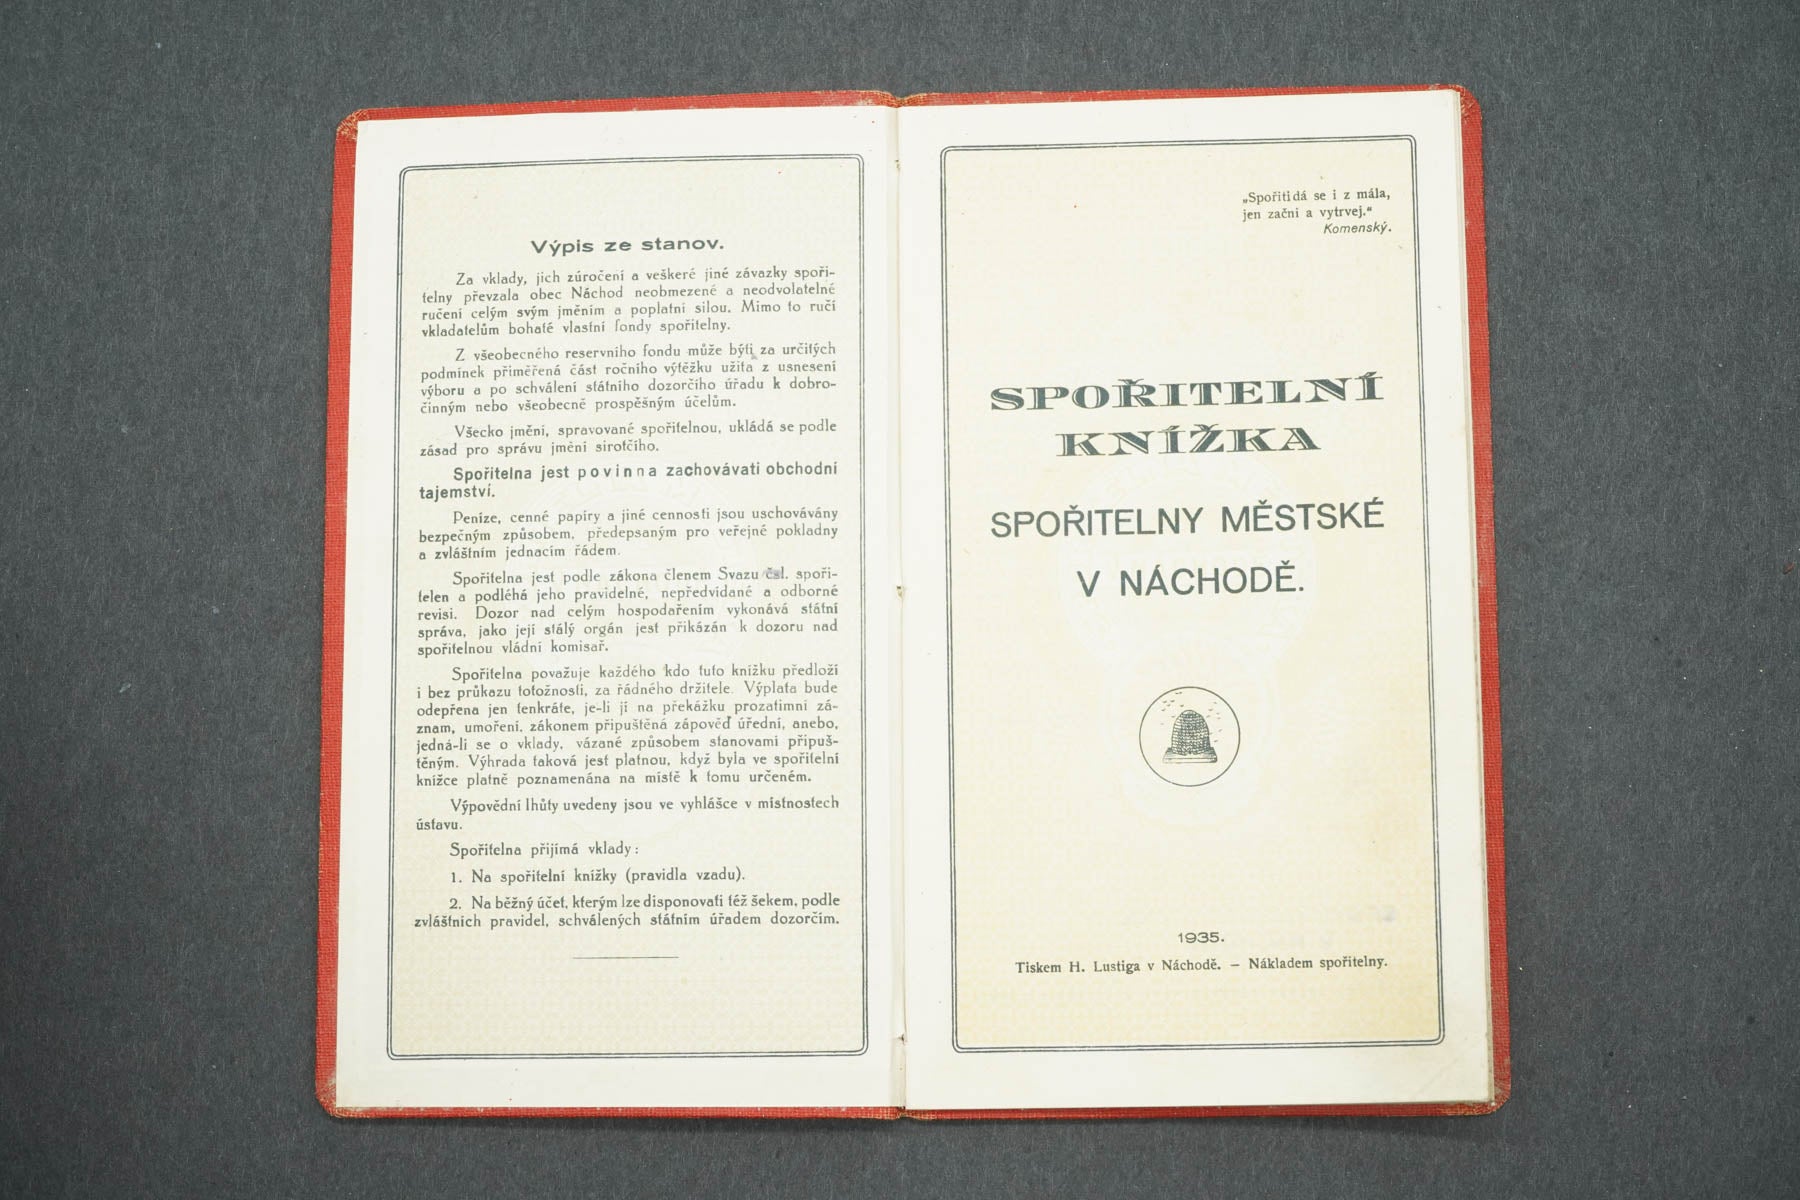 Výpis ze stanov.
Za vklady, jich zúročení a veškeré jiné závazky spoři-
telny převzala obec Náchod neobmezené a neodvolatelné
ručení celým svým jměním a poplatní silou. Mimo to ručí
vkladatelům bohaté vlastní fondy spořitelny.
Z všeobecného reservního fondu může býti za určitých
podmínek přiměřená část ročního výtěžku užita z usnesení
výboru a po schválení státního dozorčího úřadu k dobro-
činným nebo všeobecně prospěšným účelům.
Všecko jmění, spravované spořitelnou, ukládá se podle
zásad pro správu jmění sirotčího.
Spořitelna jest povinna zachovávati obchodní
tajemství.
Peníze, cenné papíry a jiné cennosti jsou uschovávány
bezpečným způsobem, předepsaným pro veřejné pokladny
a zvláštním jednacím řádem.
Spořitelna jest podle zákona členem Svazu čsl. spoři-
telen a podléhá jeho pravidelné, nepředvídané a odborné
revisi. Dozor nad celým hospodařením vykonává státní
správa, jako její stálý orgán jest přikázán k dozoru nad
spořitelnou vládní komisař.
Spořitelna považuje každého kdo tuto knížku předloží
i bez průkazu totožnosti, za řádného držitele. Výplata bude
odepřena jen tenkráte, je-li jí na překážku prozatimní zá-
znam, umoření, zákonem připuštěná zápověď úřední, anebo,
jedná-li se o vklady, vázané způsobem stanovami připuš-
těným. Výhrada taková jest platnou, když byla ve spořitelní
knížce platně poznamenána na místě k tomu určeném.
Výpovědní lhůty uvedeny jsou ve vyhlášce v místnostech
ústavu.
Spořitelna přijímá vklady:
1. Na spořitelní knížky (pravidla vzadu).
2. Na běžný účet, kterým lze disponovati též šekem, podle
zvláštních pravidel, schválených státním úřadem dozorčím.
„Spořiti dá se i z mála,
jen začni a vytrvej.“
Komenský.
SPOŘITELNÍ
KNÍŽKA
SPOŘITELNY MĚSTSKÉ
V NÁCHODĚ.
1935.
Tiskem H. Lustiga v Náchodě. — Nákladem spořitelny.